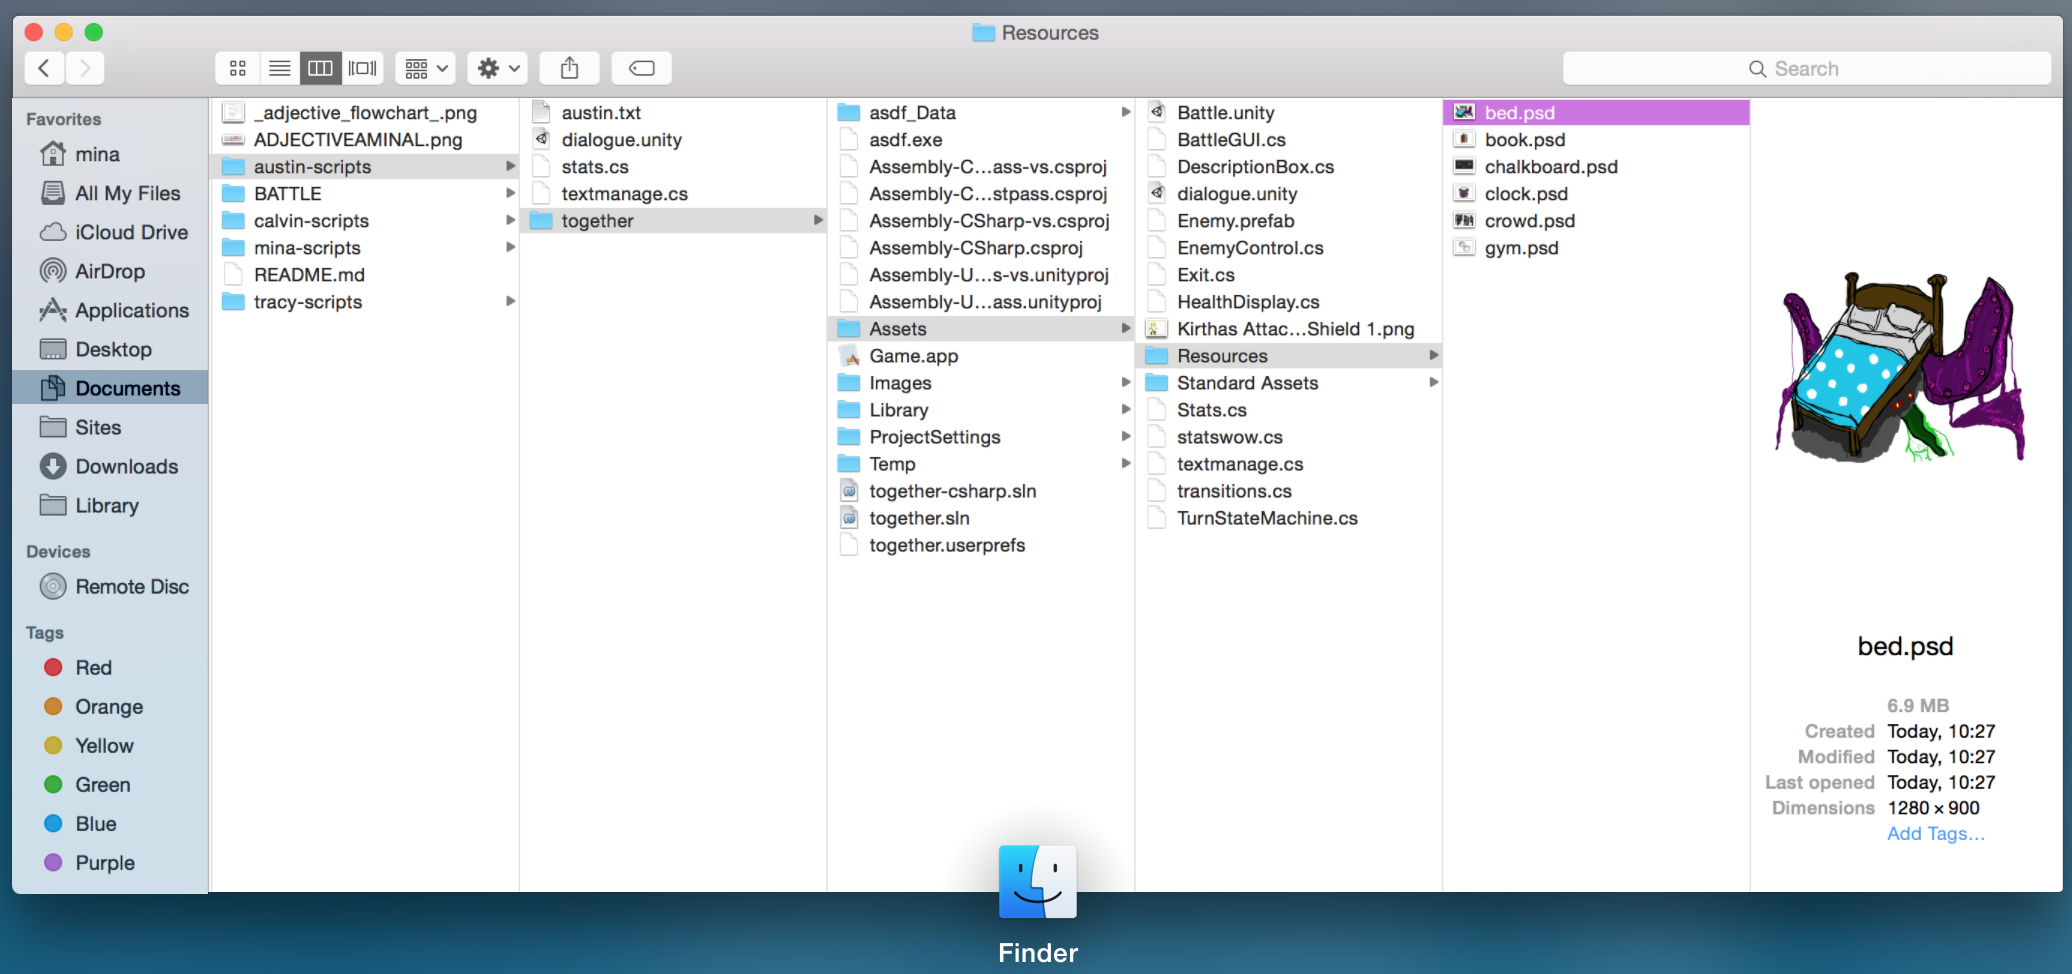 Resources
Search
Favorites
mina
All My Files
iCloud Drive
AirDrop
Applications
Desktop
Documents
Sites
Downloads
Library
Devices
Remote Disc
Tags
Red
Orange
Yellow
Green
Blue
Purple
_adjective_flowchart_.png
ADJECTIVEAMINAL.png
austin-scripts
BATTLE
calvin-scripts
mina-scripts
README.md
tracy-scripts
austin.txt
dialogue.unity
stats.cs
textmanage.cs
together
asdf_Data
asdf.exe
Assembly-C...ass-vs.csproj
Assembly-C...stpass.csproj
Assembly-CSharp-vs.csproj
Assembly-CSharp.csproj
Assembly-U...s-vs.unityproj
Assembly-U...ass.unityproj
Assets
Game.app
Images
Library
ProjectSettings
Temp
together-csharp.sln
together.sln
together.userprefs
Battle.unity
BattleGUI.cs
DescriptionBox.cs
dialogue.unity
Enemy.prefab
EnemyControl.cs
Exit.cs
HealthDisplay.cs
Kirthas Attac...Shield 1.png
Resources
Standard Assets
Stats.cs
statswow.cs
textmanage.cs
transitions.cs
TurnStateMachine.cs
bed.psd
book.psd
chalkboard.psd
clock.psd
crowd.psd
gym.psd
bed.psd
6.9 MB
Created Today, 10:27
Modified Today, 10:27
Last opened Today, 10:27
Dimensions 1280 × 900
Add Tags...
Finder